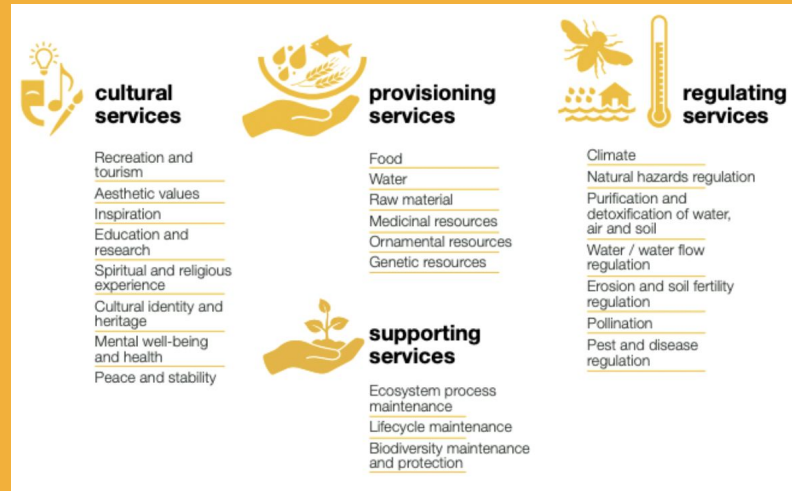 cultural
services
Recreation and
tourism
Aesthetic values
Inspiration
Education and
research
Spiritual and religious
experience
Cultural identity and
heritage
Mental well-being
and health
Peace and stability
provisioning
services
Food
Water
Raw material
Medicinal resources
Ornamental resources
Genetic resources
supporting
services
Ecosystem process
maintenance
Lifecycle maintenance
Biodiversity maintenance
and protection
regulating
services
Climate
Natural hazards regulation
Purification and
detoxification of water,
air and soil
Water / water flow
regulation
Erosion and soil fertility
regulation
Pollination
Pest and disease
regulation